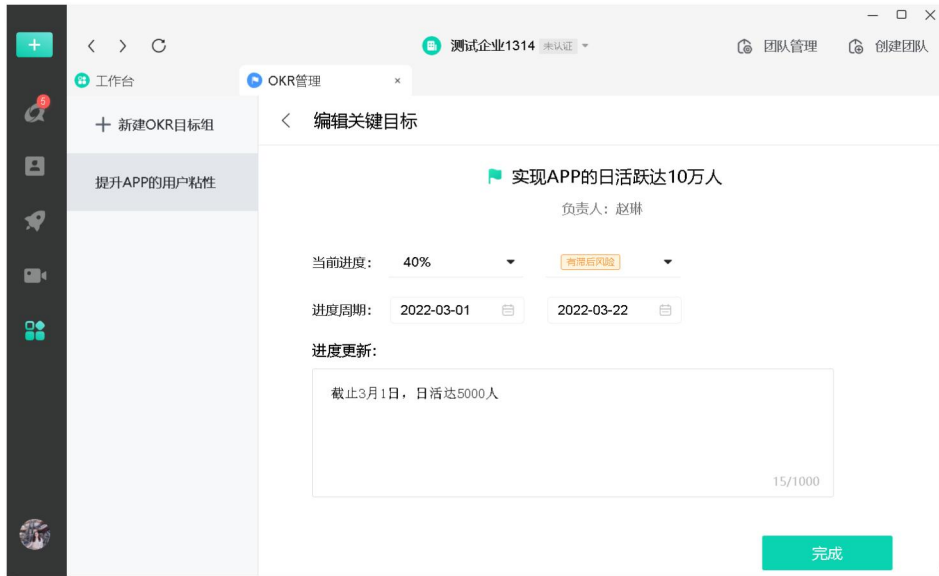 测试企业1314 未认证
团队管理
创建团队
工作台
OKR管理
5
新建OKR目标组
编辑关键目标
提升APP的用户粘性
实现APP的日活跃达10万人
负责人：赵琳
当前进度： 40% 有限后风险
进度周期： 2022-03-01 2022-03-22
进度更新：
截止3月1日，日活达5000人
15/1000
完成